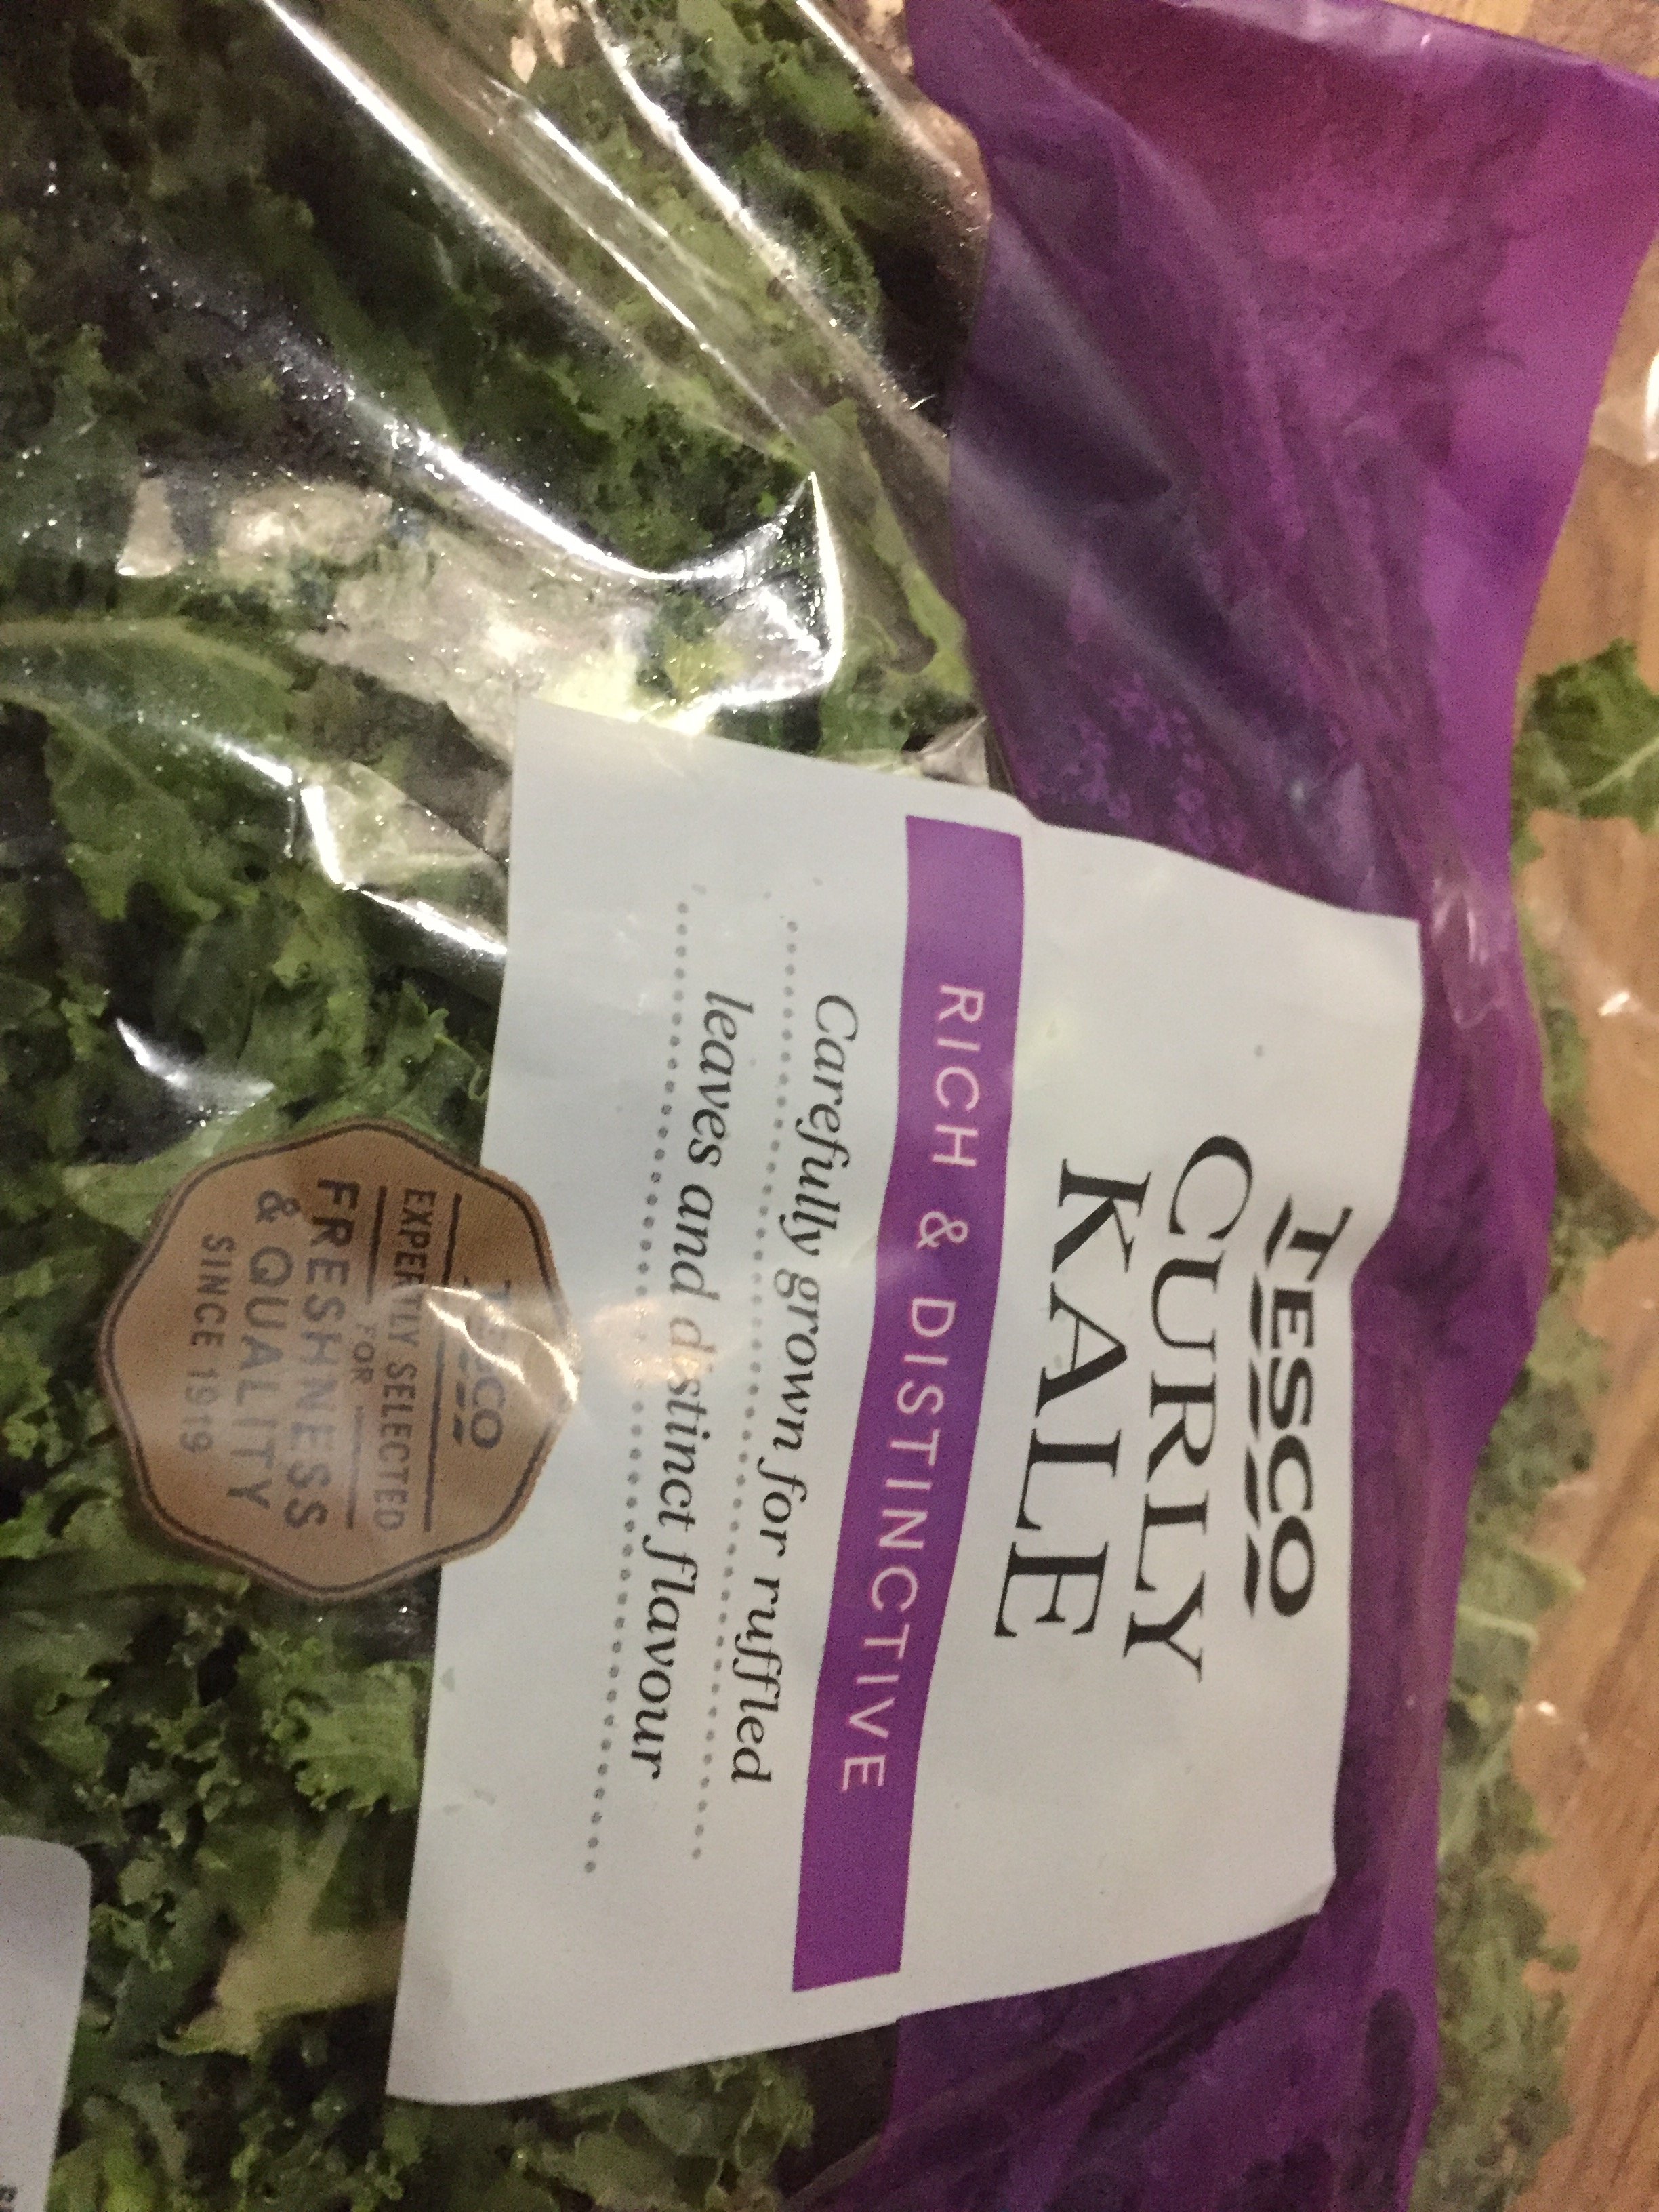 TESCO
CURLY
KALE
RICH & DISTINCTIVE
Carefully grown for ruffled
leaves and distinct flavour
TESCO
EXPERTLY SELECTED
FOR
FRESHNESS
& QUALITY
SINCE 1919